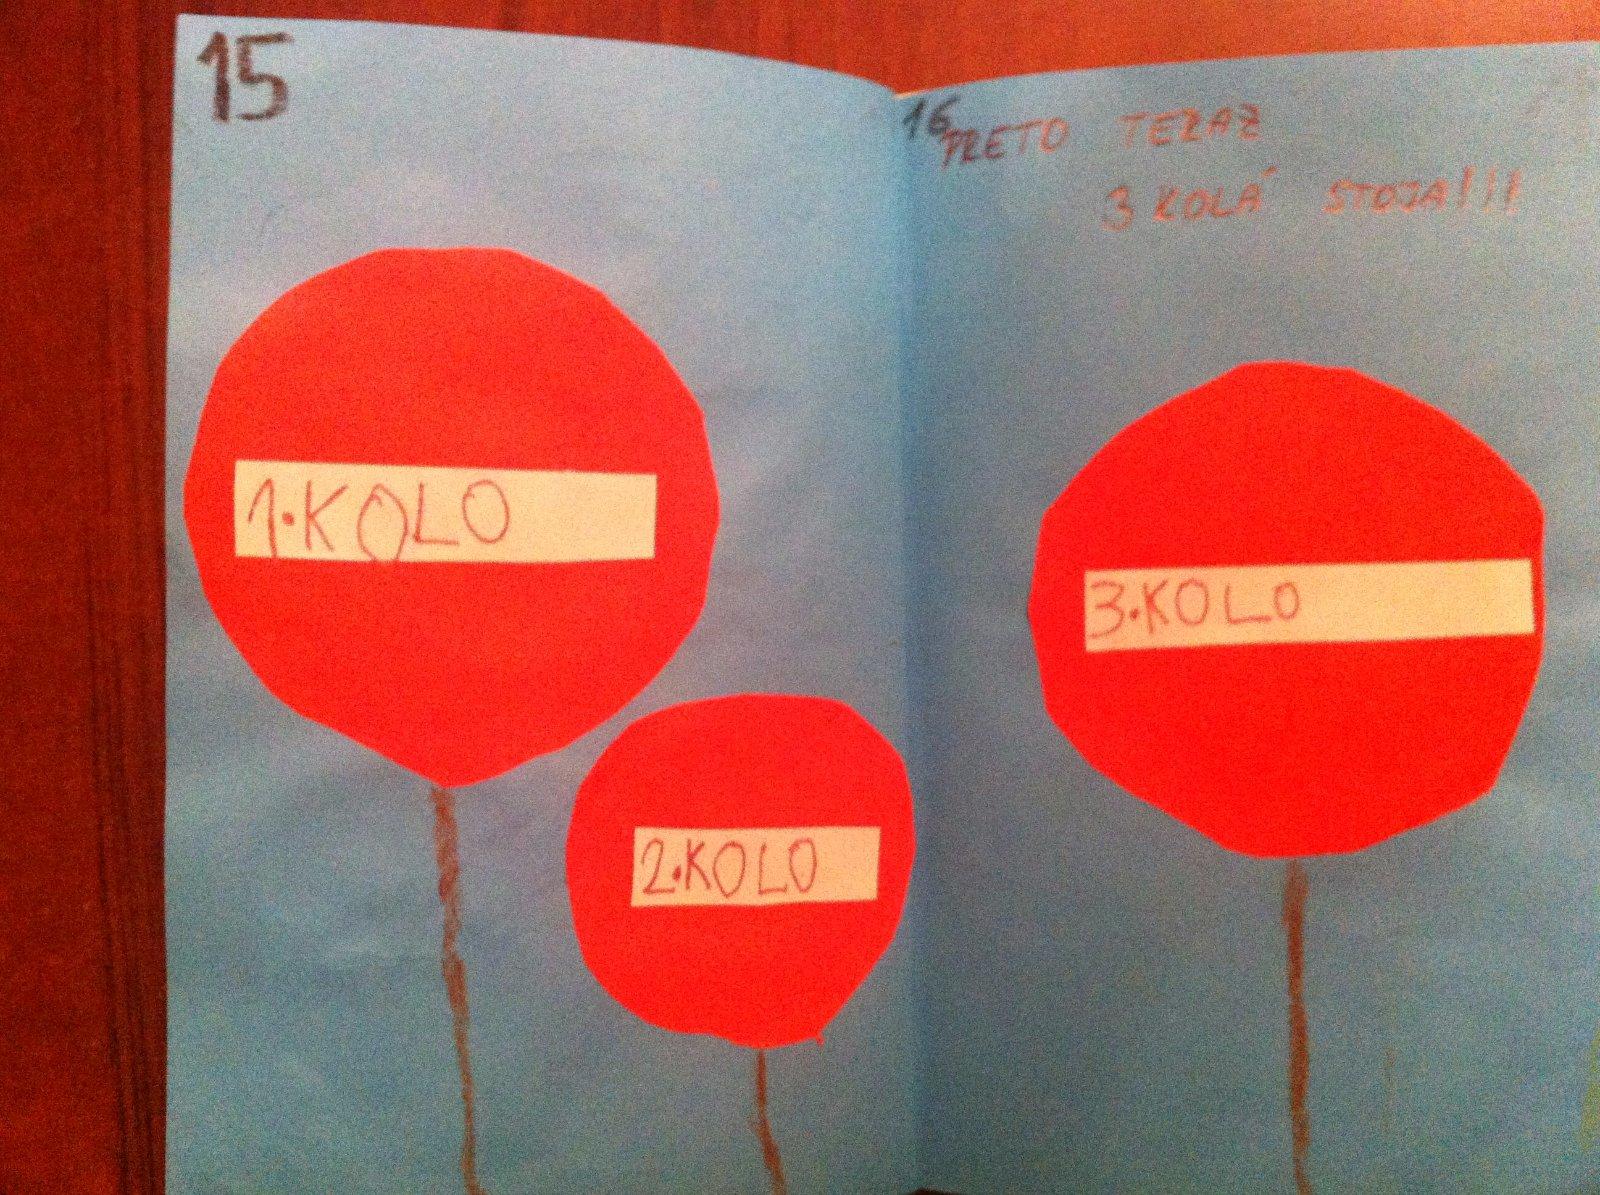 15
1.KOLO
2.KOLO
16
PRETO TERAZ
3 KOLÁ STOJA!!!
3.KOLO